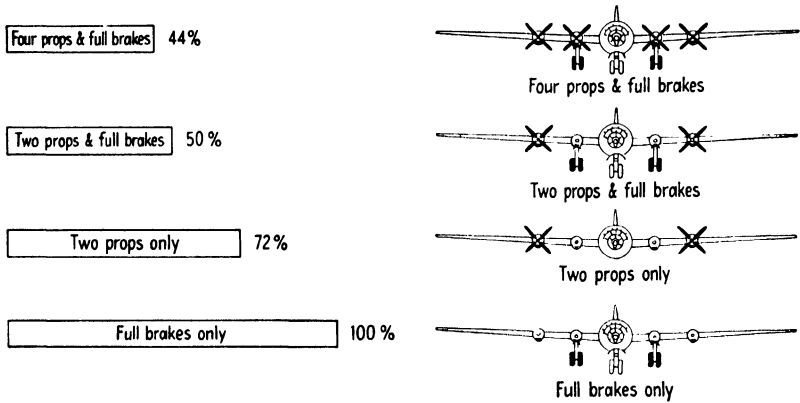 Four props & full brakes 44%
Four props & full brakes
Two props & full brakes 50%
Two props & full brakes
Two props only 72%
Two props only
Full brakes only 100%
Full brakes only